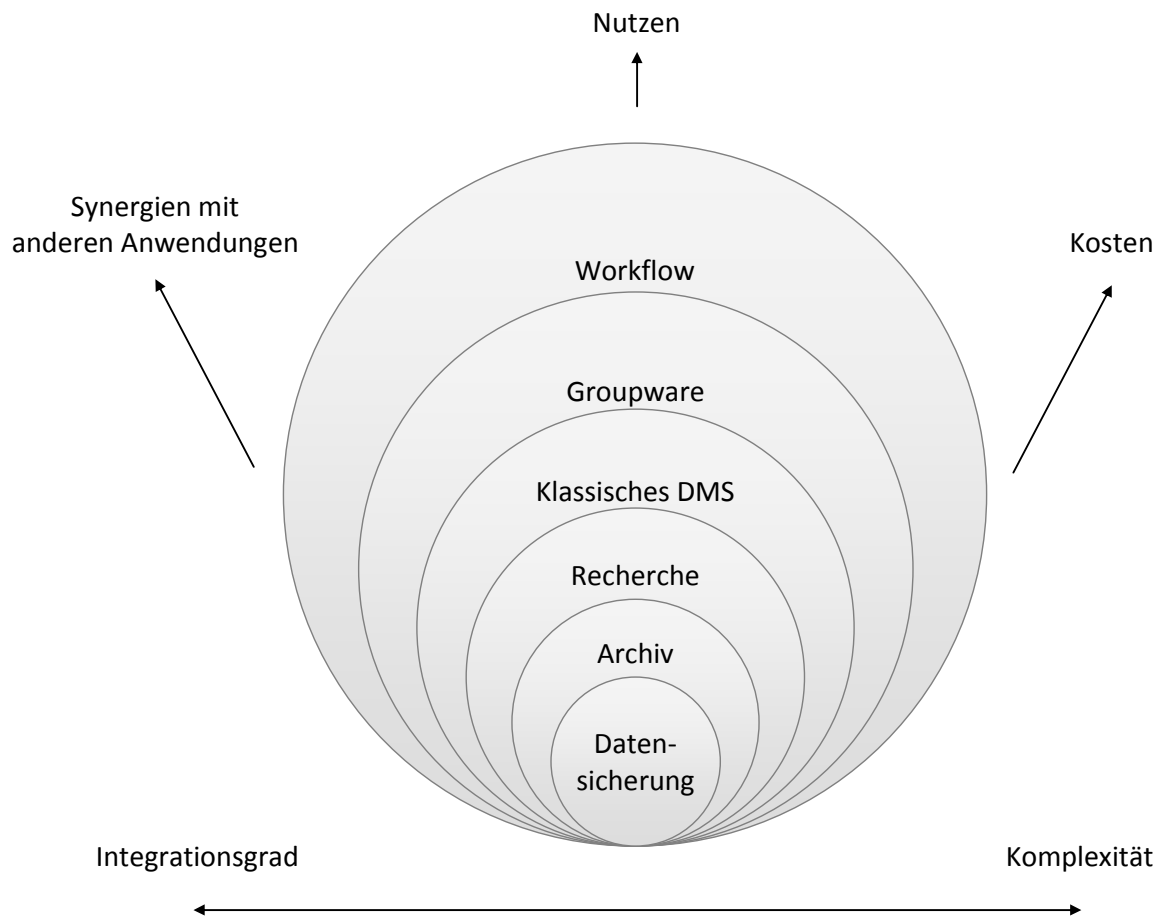 Nutzen
Synergien mit
anderen Anwendungen
Kosten
Workflow
Groupware
Klassisches DMS
Recherche
Archiv
Daten-
sicherung
Integrationsgrad
Komplexität